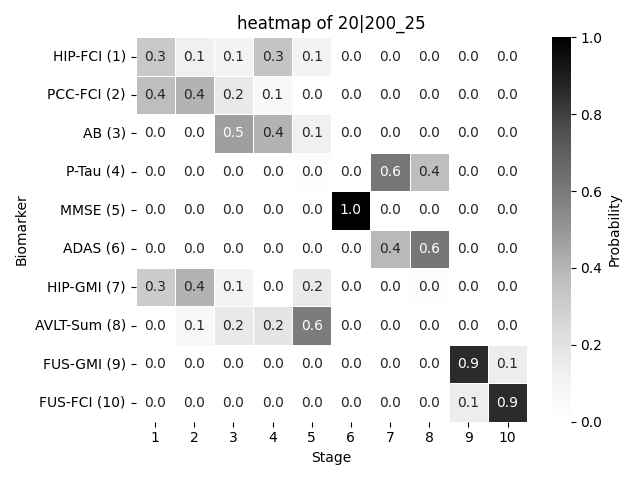 heatmap of 20|200_25
Biomarker
HIP-FCI (1) 0.3 0.1 0.1 0.3 0.1 0.0 0.0 0.0 0.0 0.0
PCC-FCI (2) 0.4 0.4 0.2 0.1 0.0 0.0 0.0 0.0 0.0 0.0
AB (3) 0.0 0.0 0.5 0.4 0.1 0.0 0.0 0.0 0.0 0.0
P-Tau (4) 0.0 0.0 0.0 0.0 0.0 0.0 0.6 0.4 0.0 0.0
MMSE (5) 0.0 0.0 0.0 0.0 0.0 1.0 0.0 0.0 0.0 0.0
ADAS (6) 0.0 0.0 0.0 0.0 0.0 0.0 0.4 0.6 0.0 0.0
HIP-GMI (7) 0.3 0.4 0.1 0.0 0.2 0.0 0.0 0.0 0.0 0.0
AVLT-Sum (8) 0.0 0.1 0.2 0.2 0.6 0.0 0.0 0.0 0.0 0.0
FUS-GMI (9) 0.0 0.0 0.0 0.0 0.0 0.0 0.0 0.0 0.9 0.1
FUS-FCI (10) 0.0 0.0 0.0 0.0 0.0 0.0 0.0 0.0 0.1 0.9
1 2 3 4 5 6 7 8 9 10
Stage
1.0
0.8
0.6
0.4
0.2
0.0
Probability